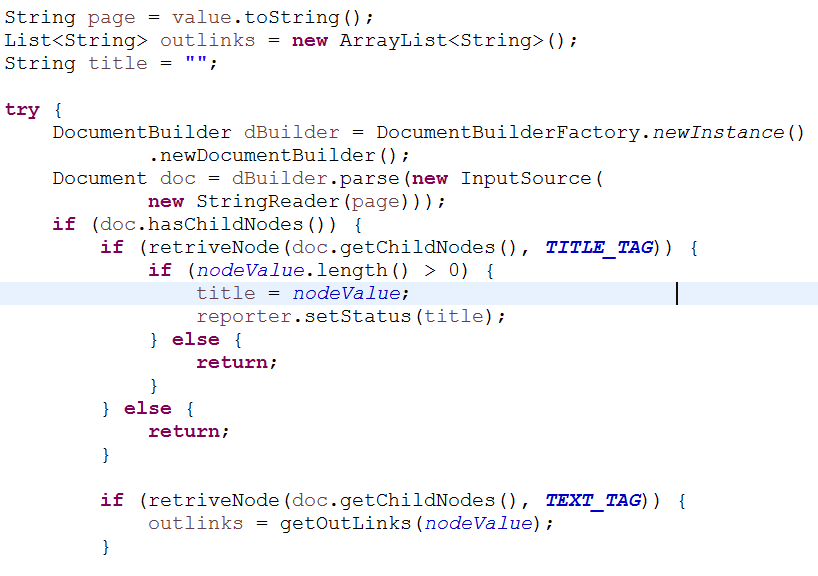 String page = value.toString();
List<String> outlinks = new ArrayList<String>();
String title = "";

try {
    DocumentBuilder dBuilder = DocumentBuilderFactory.newInstance()
            .newDocumentBuilder();
    Document doc = dBuilder.parse(new InputSource(
            new StringReader(page)));
    if (doc.hasChildNodes()) {
        if (retriveNode(doc.getChildNodes(), TITLE_TAG)) {
            if (nodeValue.length() > 0) {
                title = nodeValue;
                reporter.setStatus(title);
            } else {
                return;
            }
        } else {
            return;
        }

        if (retriveNode(doc.getChildNodes(), TEXT_TAG)) {
            outlinks = getOutLinks(nodeValue);
        }